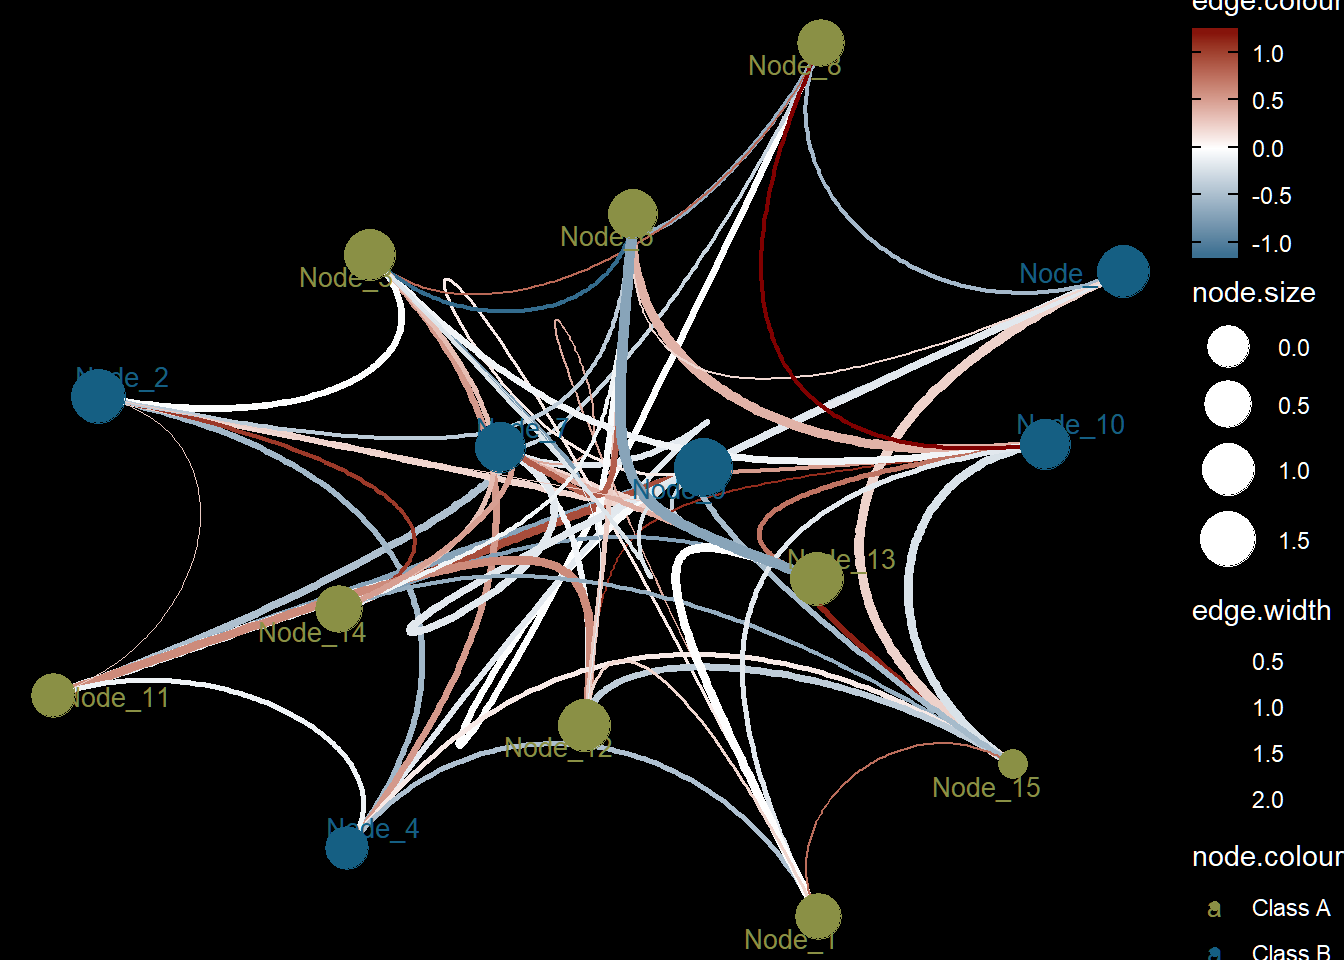 edge.colour
1.0
0.5
0.0
-0.5
-1.0
node.size
0.0
0.5
1.0
1.5
edge.width
0.5
1.0
1.5
2.0
node.colour
a Class A
a Class B
Node_8
Node_6
Node_5
Node_
Node_2
Node_7
Node_10
Node_
Node_13
Node_14
Node_11
Node_12
Node_15
Node_4
Node_1